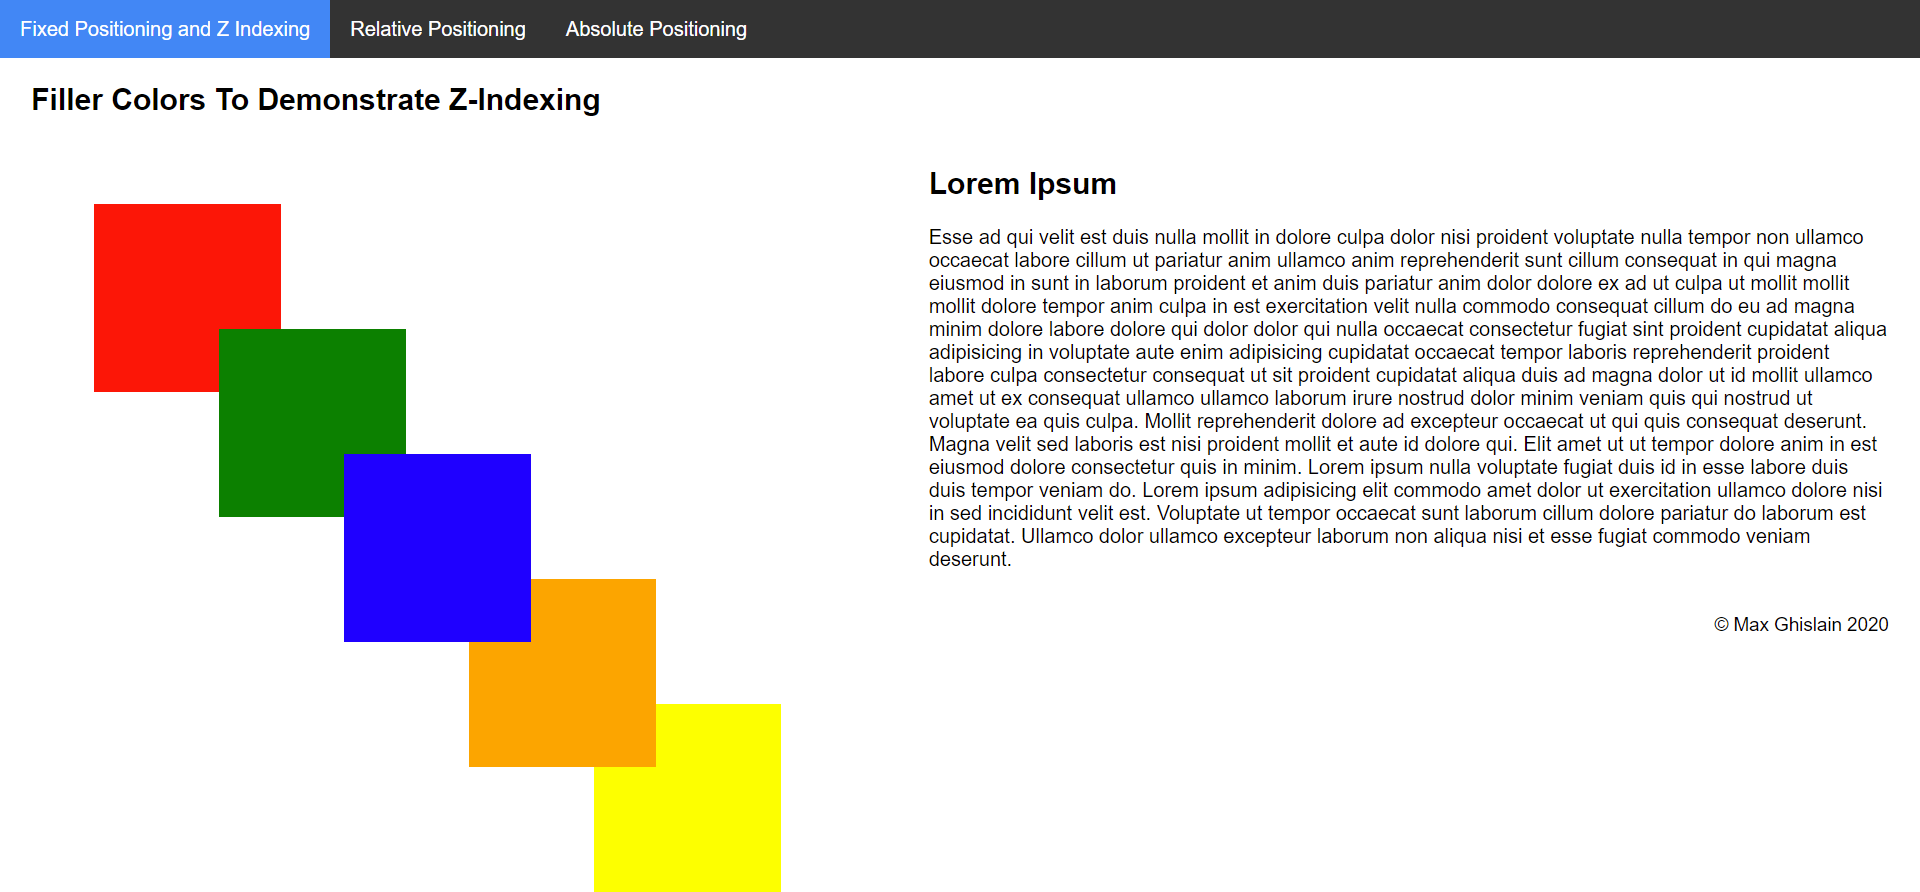 Fixed Positioning and Z Indexing
Relative Positioning
Absolute Positioning
Filler Colors To Demonstrate Z-Indexing
Lorem Ipsum
Esse ad qui velit est duis nulla mollit in dolore culpa dolor nisi proident voluptate nulla tempor non ullamco
occaecat labore cillum ut pariatur anim ullamco anim reprehenderit sunt cillum consequat in qui magna
eiusmod in sunt in laborum proident et anim duis pariatur anim dolor dolore ex ad ut culpa ut mollit mollit
mollit dolore tempor anim culpa in est exercitation velit nulla commodo consequat cillum do eu ad magna
minim dolore labore dolore qui dolor dolor qui nulla occaecat consectetur fugiat sint proident cupidatat aliqua
adipisicing in voluptate aute enim adipisicing cupidatat occaecat tempor laboris reprehenderit proident
labore culpa consectetur consequat ut sit proident cupidatat aliqua duis ad magna dolor ut id mollit ullamco
amet ut ex consequat ullamco ullamco laborum irure nostrud dolor minim veniam quis qui nostrud ut
voluptate ea quis culpa. Mollit reprehenderit dolore ad excepteur occaecat ut qui quis consequat deserunt.
Magna velit sed laboris est nisi proident mollit et aute id dolore qui. Elit amet ut ut tempor dolore anim in est
eiusmod dolore consectetur quis in minim. Lorem ipsum nulla voluptate fugiat duis id in esse labore duis
duis tempor veniam do. Lorem ipsum adipisicing elit commodo amet dolor ut exercitation ullamco dolore nisi
in sed incididunt velit est. Voluptate ut tempor occaecat sunt laborum cillum dolore pariatur do laborum est
cupidatat. Ullamco dolor ullamco excepteur laborum non aliqua nisi et esse fugiat commodo veniam
deserunt.
© Max Ghislain 2020